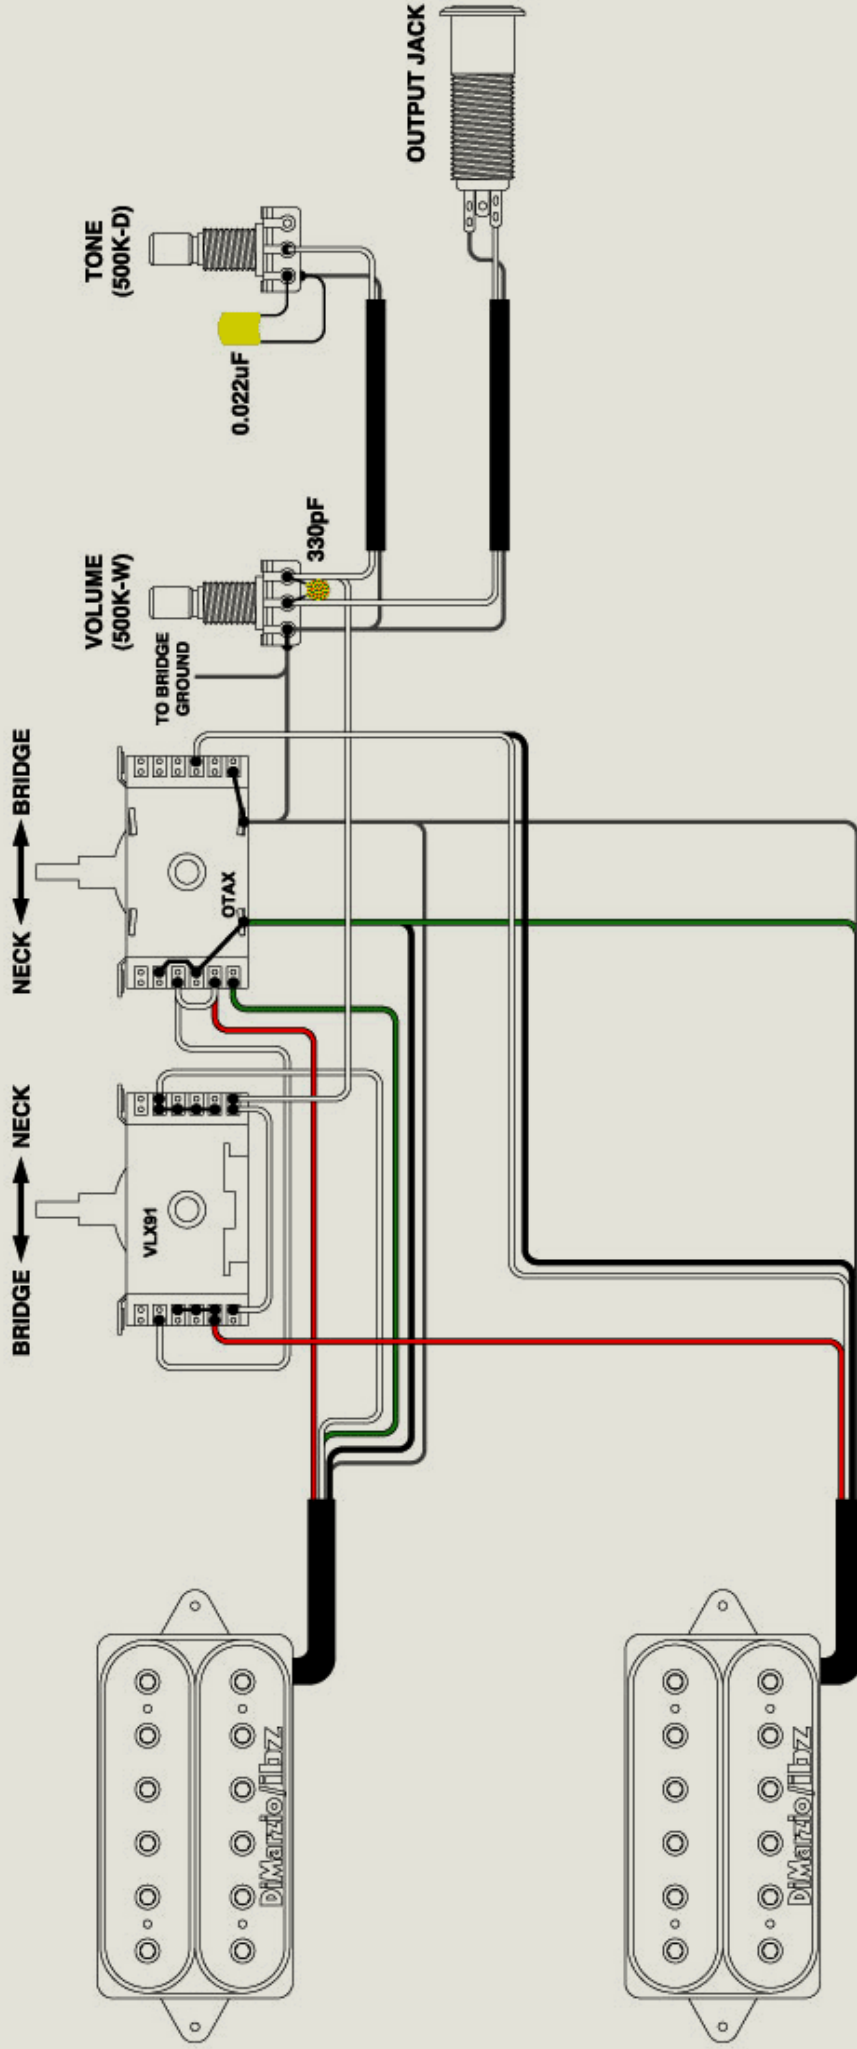 OUTPUT JACK
TONE
(500K-D)
0.022uF
VOLUME
(500K-W)
330pF
TO BRIDGE
GROUND
NECK BRIDGE
OTAX
BRIDGE NECK
VLX91
DiMarzio/ibz
DiMarzio/ibz